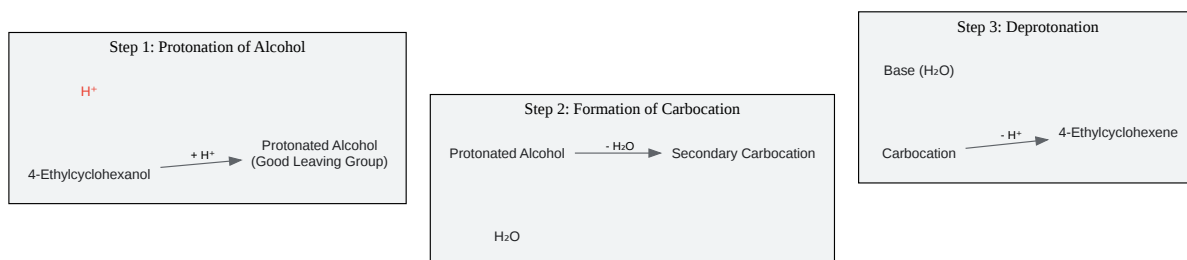 Step 1: Protonation of Alcohol
H⁺
+ H⁺
4-Ethylcyclohexanol
Protonated Alcohol
(Good Leaving Group)
Step 2: Formation of Carbocation
Protonated Alcohol
- H₂O
Secondary Carbocation
H₂O
Step 3: Deprotonation
Base (H₂O)
Carbocation
- H⁺
4-Ethylcyclohexene